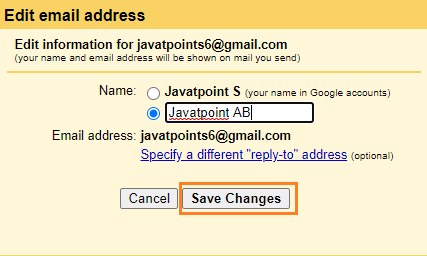 Edit email address
Edit information for javatpoints6@gmail.com
(your name and email address will be shown on mail you send)
Name: Javatpoint S (your name in Google accounts)
Javatpoint AB
Email address: javatpoints6@gmail.com
Specify a different "reply-to" address (optional)
Cancel Save Changes